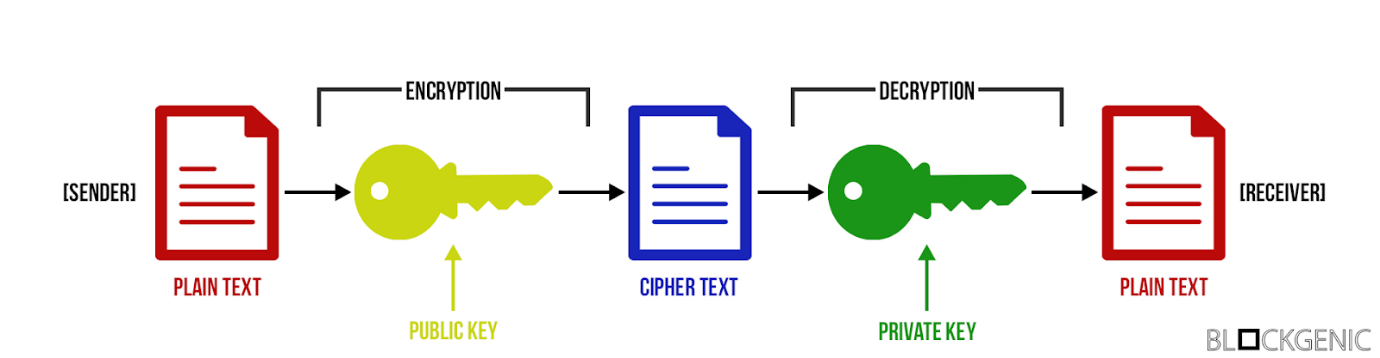 ENCRYPTION
DECRYPTION
[SENDER]
[RECEIVER]
PLAIN TEXT
CIPHER TEXT
PLAIN TEXT
PUBLIC KEY
PRIVATE KEY
BLOCKGENIC